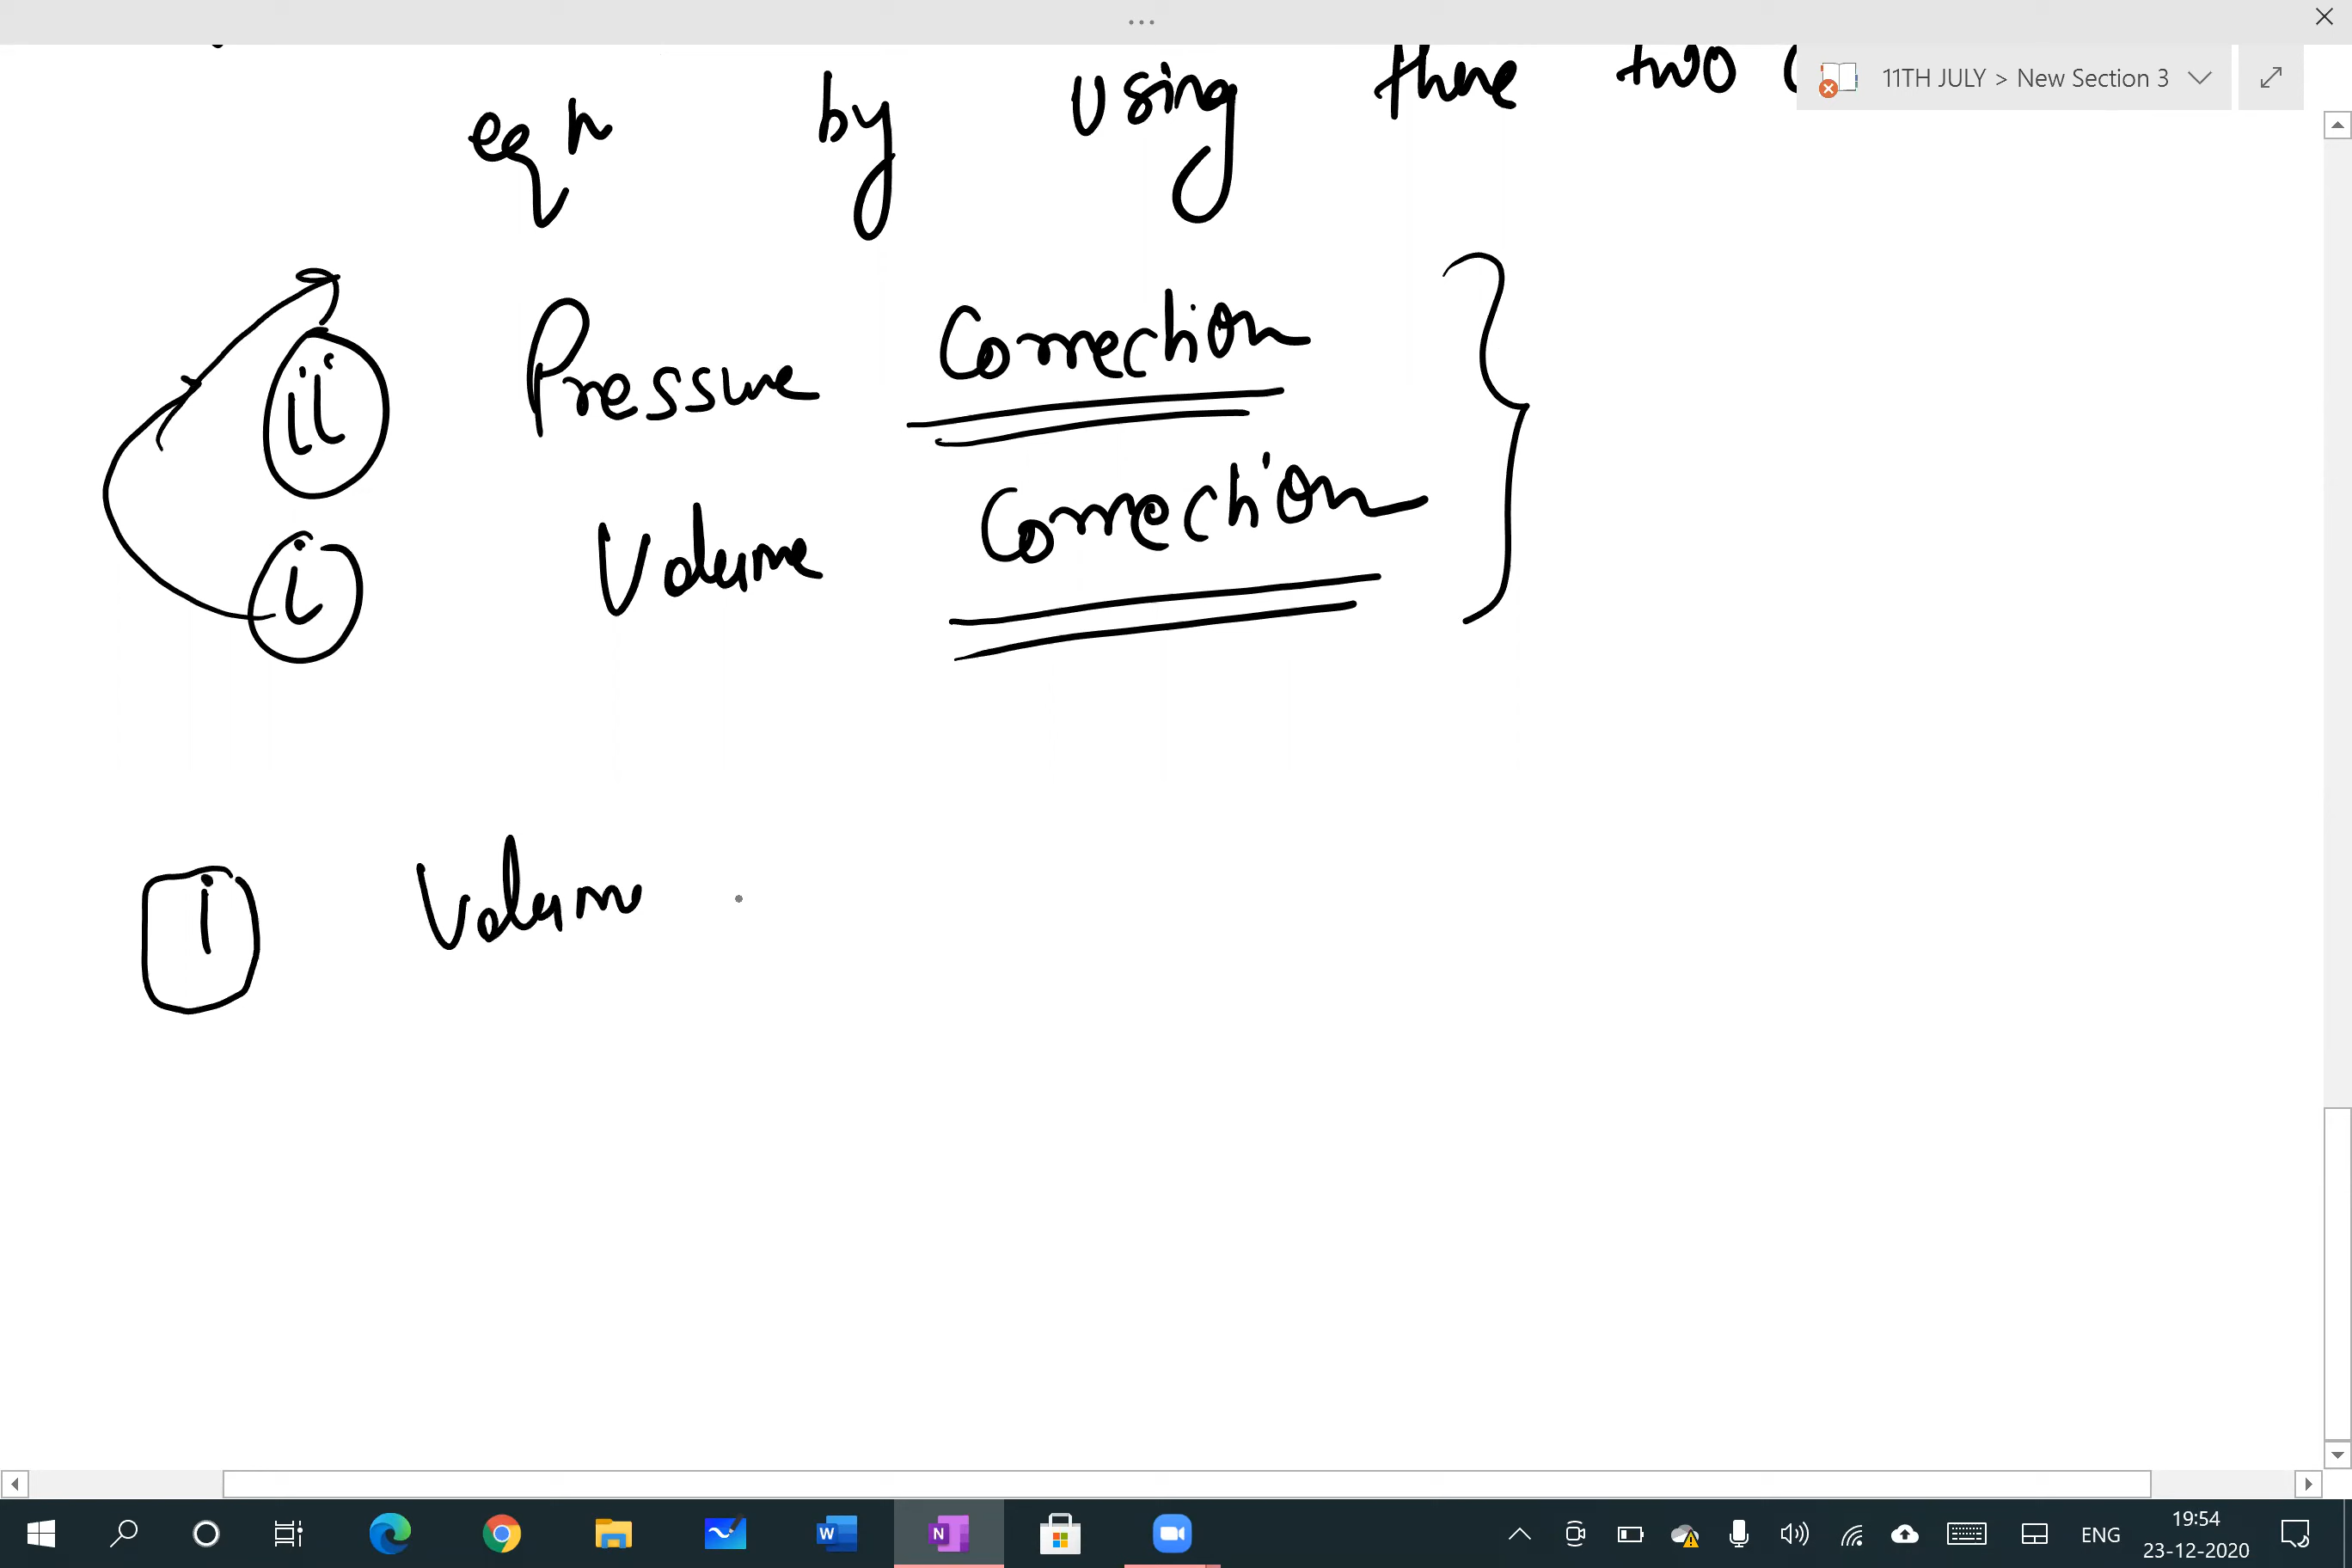 ...
eqn by using these two
11TH JULY > New Section 3
ii Pressure Correction
i Volume Correction
i Volum
ENG
19:54
23-12-2020